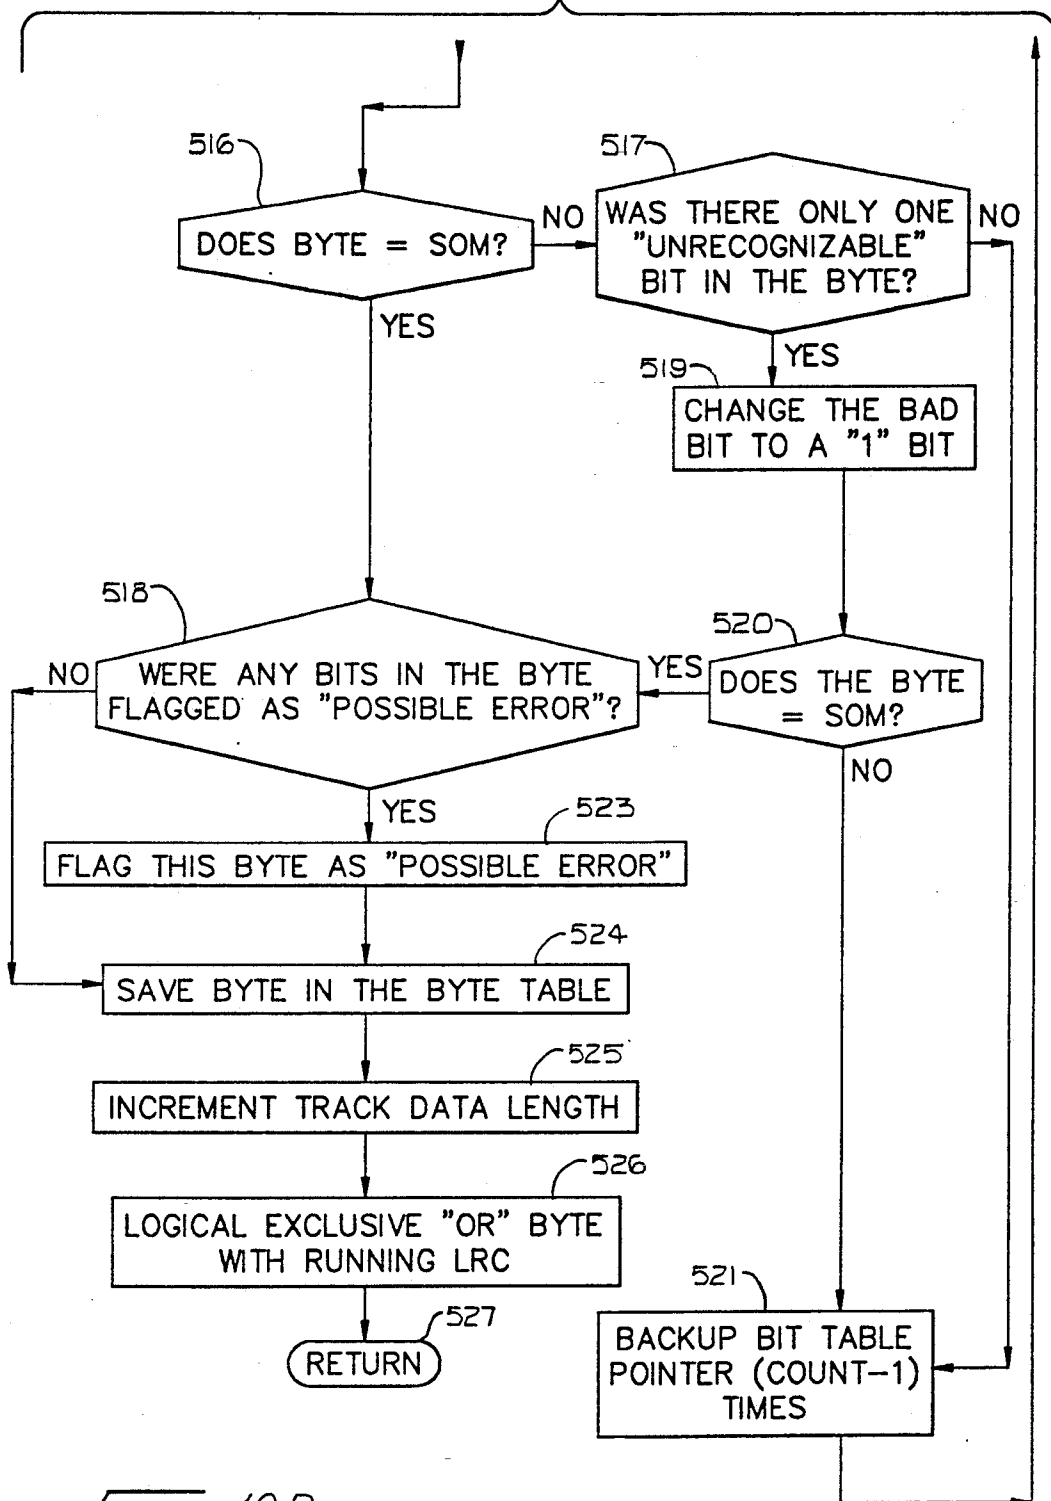 516
517
DOES BYTE = SOM?
NO
WAS THERE ONLY ONE
"UNRECOGNIZABLE"
BIT IN THE BYTE?
NO
YES
YES
519
CHANGE THE BAD
BIT TO A "1" BIT
518
520
NO
WERE ANY BITS IN THE BYTE
FLAGGED AS "POSSIBLE ERROR"?
YES
DOES THE BYTE
= SOM?
NO
YES
523
FLAG THIS BYTE AS "POSSIBLE ERROR"
524
SAVE BYTE IN THE BYTE TABLE
525
INCREMENT TRACK DATA LENGTH
526
LOGICAL EXCLUSIVE "OR" BYTE
WITH RUNNING LRC
527
RETURN
521
BACKUP BIT TABLE
POINTER (COUNT-1)
TIMES